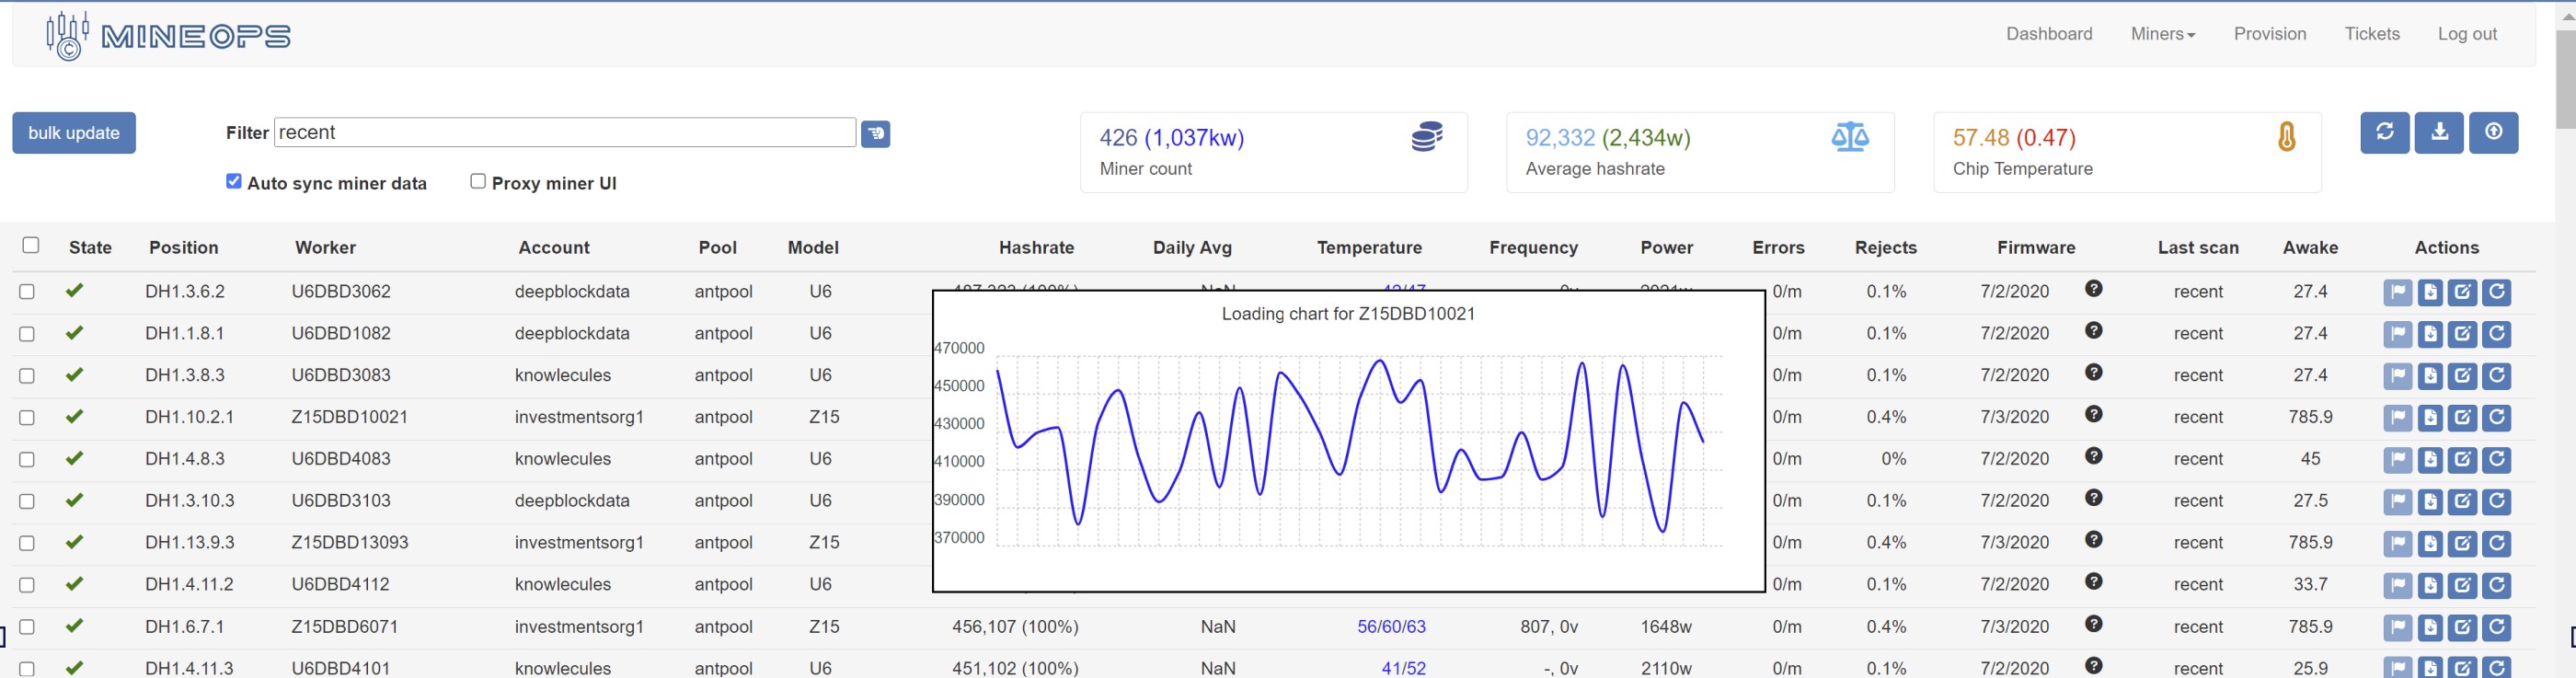 MINEOPS
Dashboard Miners Provision Tickets Log out
bulk update
Filter recent
426 (1,037kw)
Miner count
92,332 (2,434w)
Average hashrate
57.48 (0.47)
Chip Temperature
Auto sync miner data Proxy miner UI
State Position Worker Account Pool Model Hashrate Daily Avg Temperature Frequency Power Errors Rejects Firmware Last scan Awake Actions
DH1.3.6.2 U6DBD3062 deepblockdata antpool U6 0/m 0.1% 7/2/2020 recent 27.4
DH1.1.8.1 U6DBD1082 deepblockdata antpool U6 0/m 0.1% 7/2/2020 recent 27.4
DH1.3.8.3 U6DBD3083 knowlecules antpool U6 0/m 0.1% 7/2/2020 recent 27.4
DH1.10.2.1 Z15DBD10021 investmentsorg1 antpool Z15 0/m 0.4% 7/3/2020 recent 785.9
DH1.4.8.3 U6DBD4083 knowlecules antpool U6 0/m 0% 7/2/2020 recent 45
DH1.3.10.3 U6DBD3103 deepblockdata antpool U6 0/m 0.1% 7/2/2020 recent 27.5
DH1.13.9.3 Z15DBD13093 investmentsorg1 antpool Z15 0/m 0.4% 7/3/2020 recent 785.9
DH1.4.11.2 U6DBD4112 knowlecules antpool U6 0/m 0.1% 7/2/2020 recent 33.7
DH1.6.7.1 Z15DBD6071 investmentsorg1 antpool Z15 456,107 (100%) NaN 56/60/63 807, 0v 1648w 0/m 0.4% 7/3/2020 recent 785.9
DH1.4.11.3 U6DBD4101 knowlecules antpool U6 451,102 (100%) NaN 41/52 -, 0v 2110w 0/m 0.1% 7/2/2020 recent 25.9
Loading chart for Z15DBD10021
470000
450000
430000
410000
390000
370000